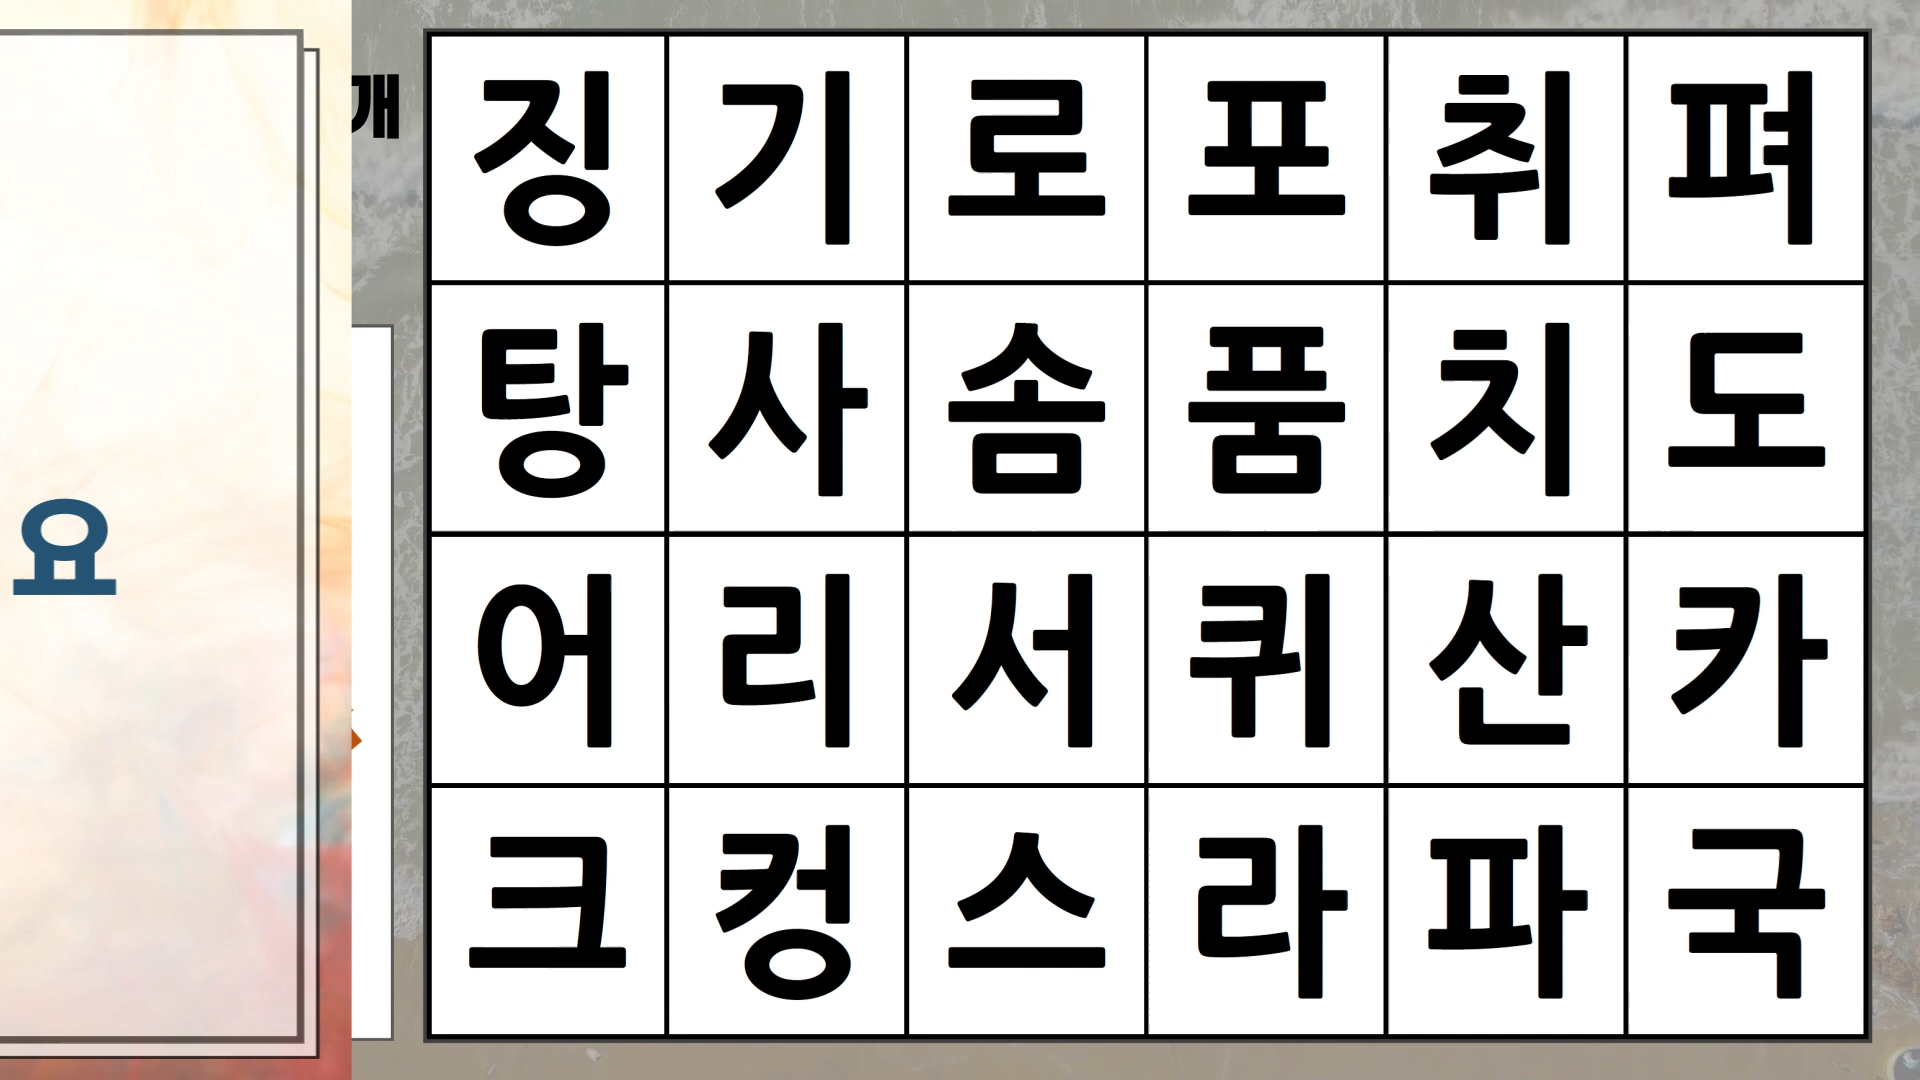 개
요
징 기 로 포 취 펴
탕 사 솜 품 치 도
어 리 서 퀴 산 카
크 컹 스 라 파 국